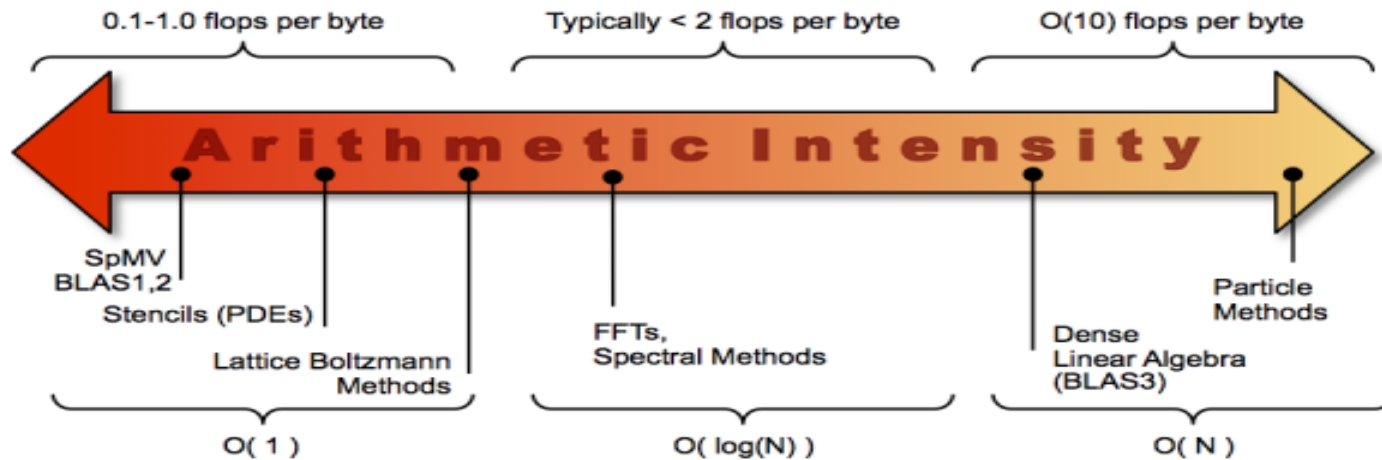 0.1-1.0 flops per byte
Typically < 2 flops per byte
O(10) flops per byte
Arithmetic Intensity
SpMV
BLAS1,2
Stencils (PDEs)
Lattice Boltzmann
Methods
FFTs,
Spectral Methods
Dense
Linear Algebra
(BLAS3)
Particle
Methods
O( 1 )
O( log(N) )
O( N )